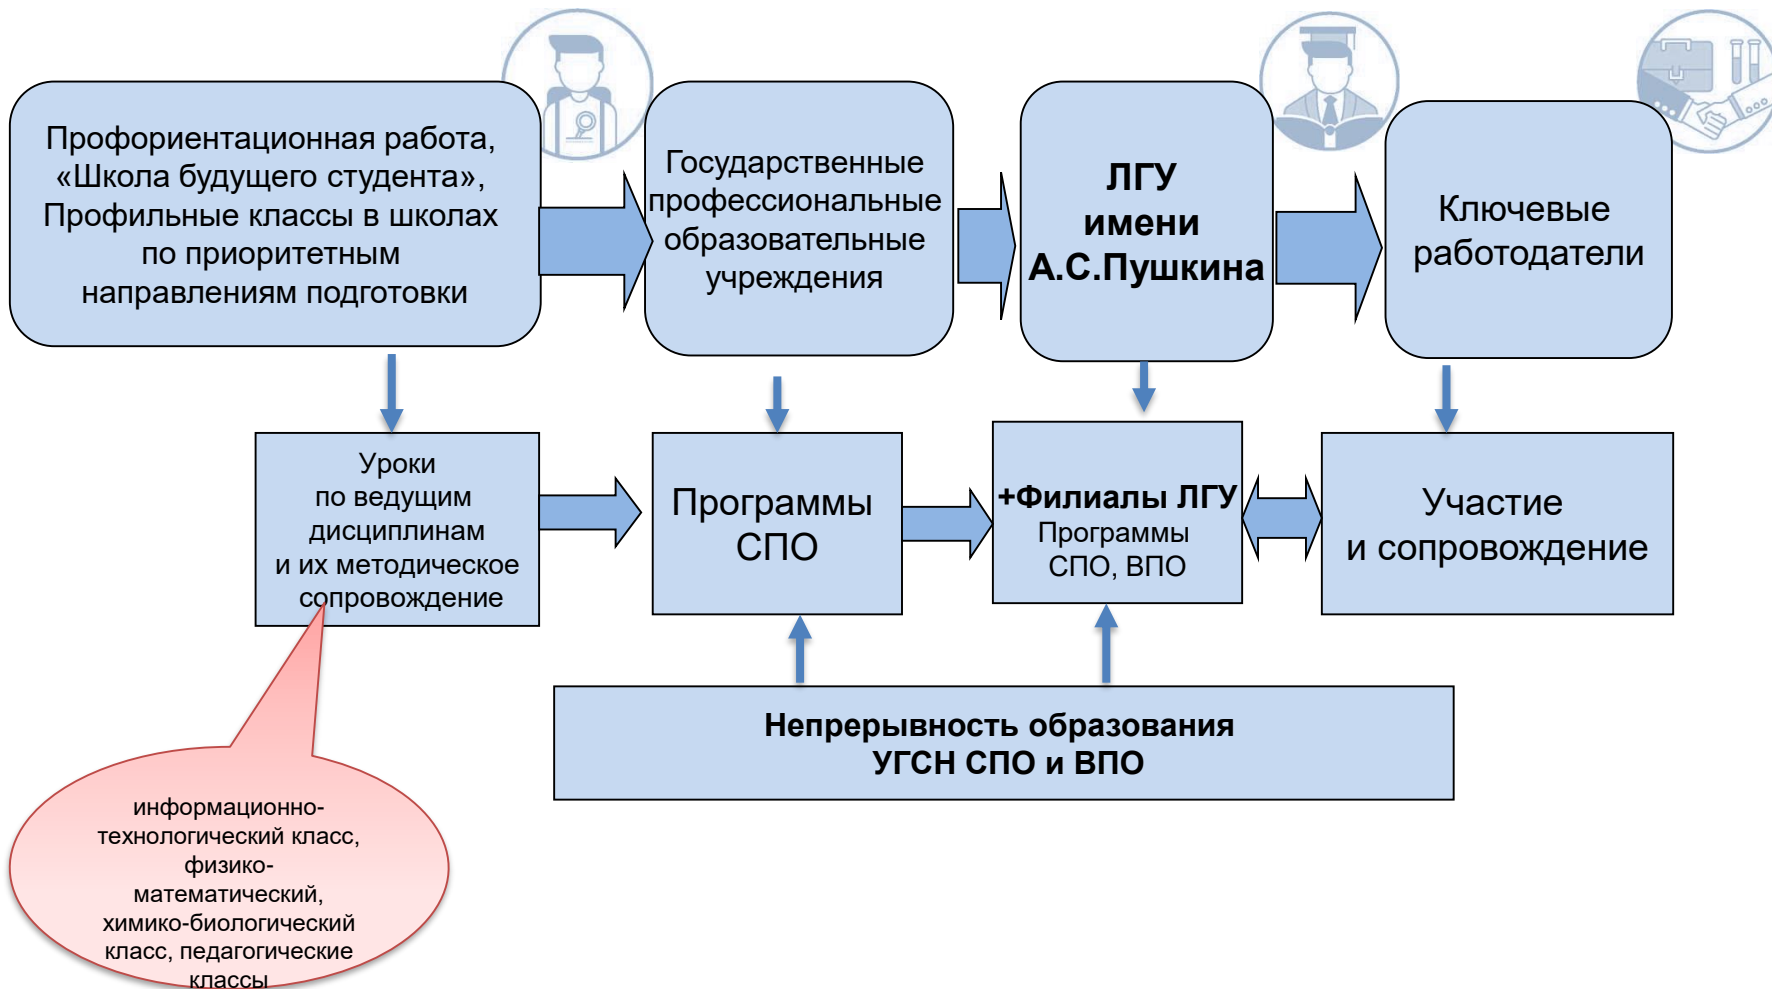 Профориентационная работа,
«Школа будущего студента»,
Профильные классы в школах
по приоритетным
направлениям подготовки
Государственные
профессиональные
образовательные
учреждения
ЛГУ
имени
А.С.Пушкина
Ключевые
работодатели
Уроки
по ведущим
дисциплинам
и их методическое
сопровождение
Программы
СПО
+Филиалы ЛГУ
Программы
СПО, ВПО
Участие
и сопровождение
Непрерывность образования
УГСН СПО и ВПО
информационно-
технологический класс,
физико-
математический,
химико-биологический
класс, педагогические
классы